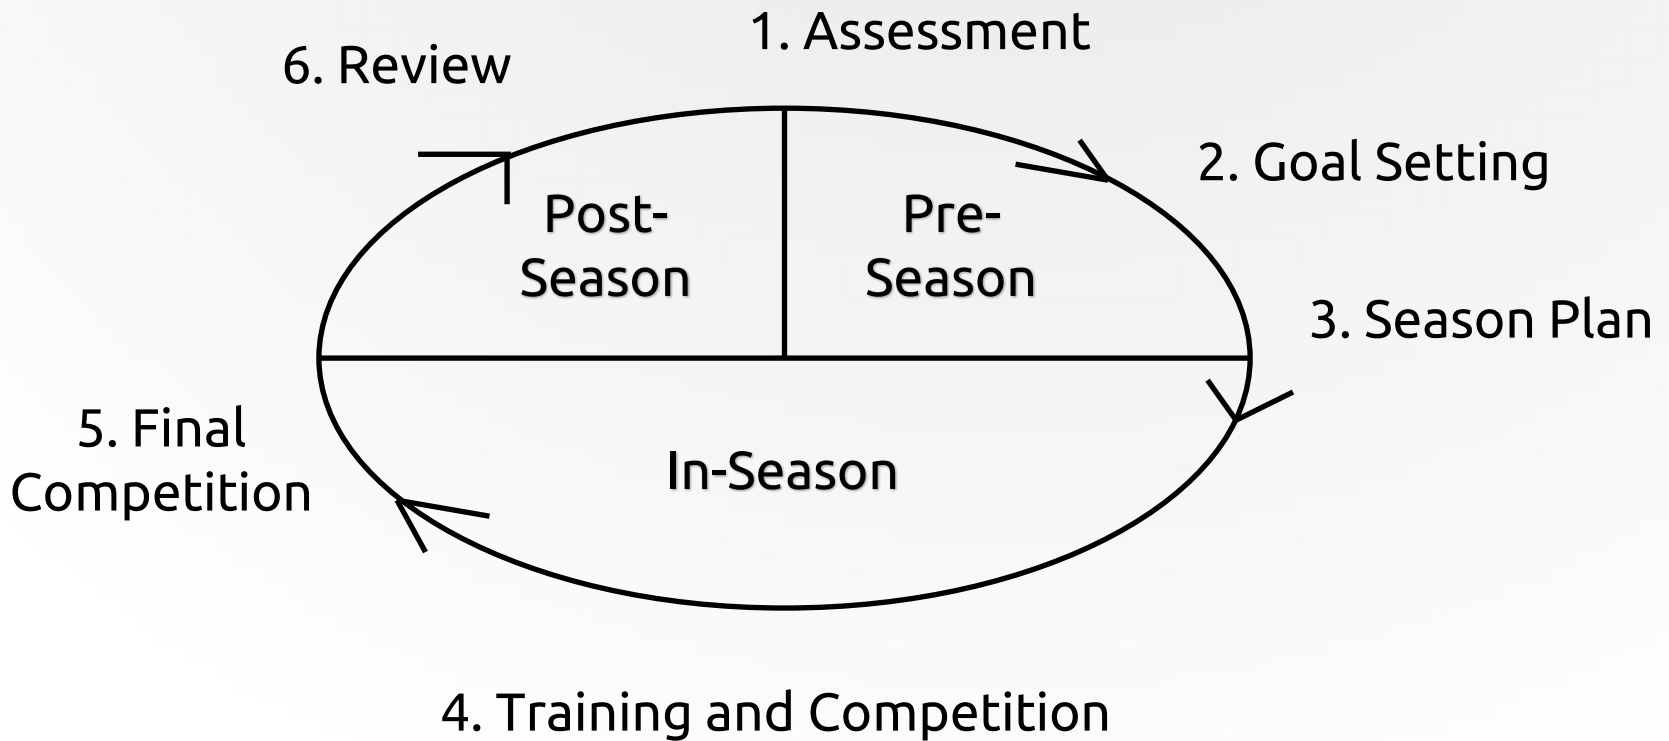 1. Assessment
6. Review
2. Goal Setting
Post-
Season
Pre-
Season
3. Season Plan
5. Final
Competition
In-Season
4. Training and Competition